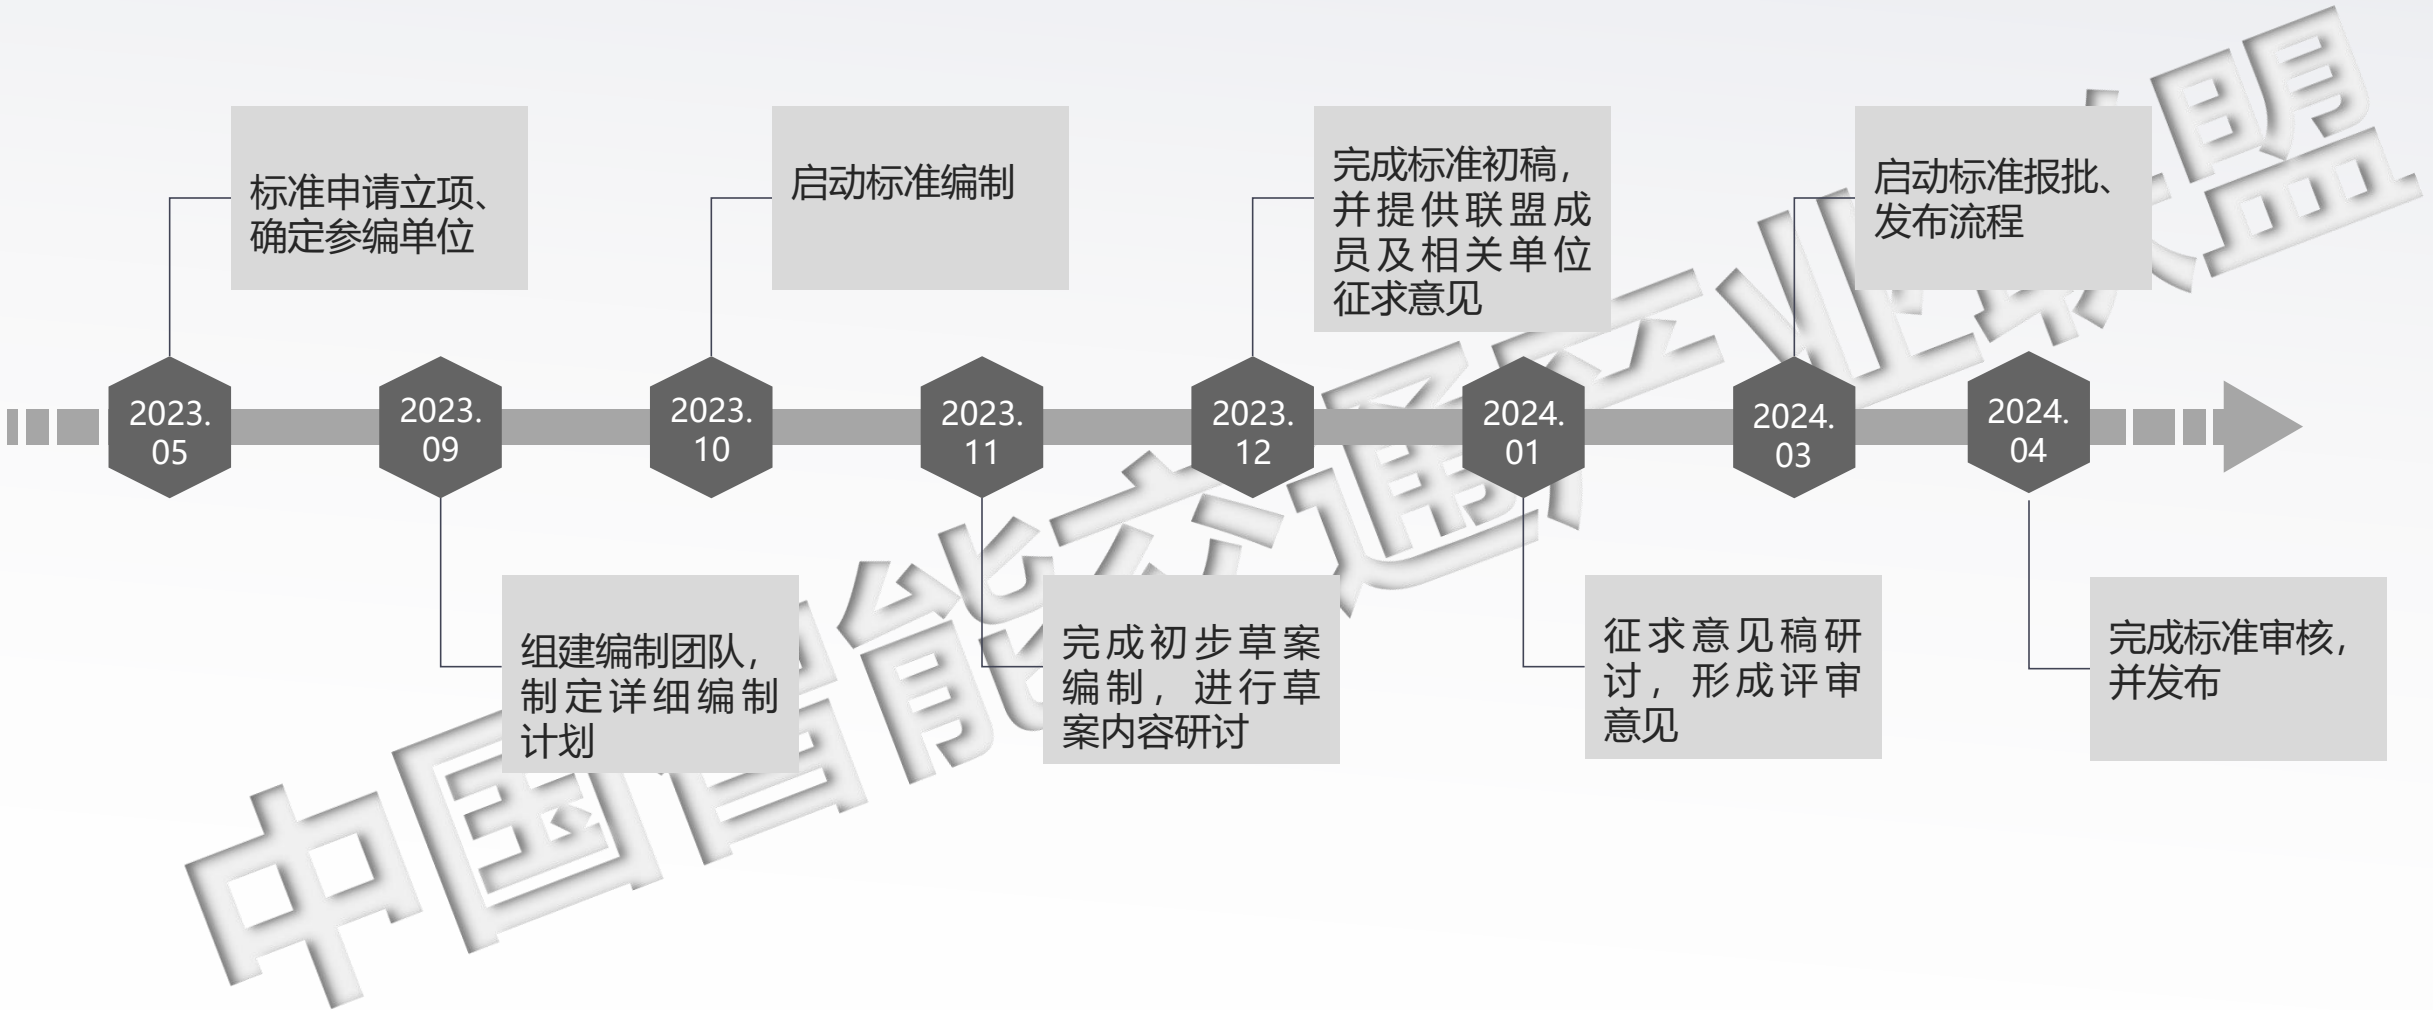 标准申请立项、
确定参编单位
启动标准编制
完成标准初稿，
并提供联盟成
员及相关单位
征求意见
启动标准报批、
发布流程
2023.
05
2023.
09
2023.
10
2023.
11
2023.
12
2024.
01
2024.
03
2024.
04
组建编制团队，
制定详细编制
计划
完成初步草案
编制，进行草
案内容研讨
征求意见稿研
讨，形成评审
意见
完成标准审核，
并发布
中国智能交通产业联盟